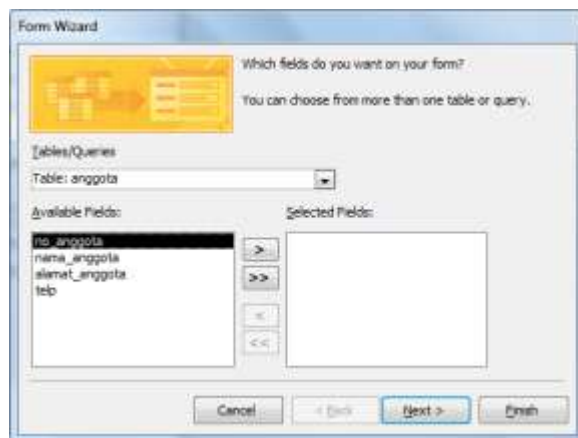 Form Wizard
Which fields do you want on your form?
You can choose from more than one table or query.
Tables/Queries
Table: anggota
Available Fields:
Selected Fields:
no_anggota
nama_anggota
alamat_anggota
telp
>
>>
<
<<
Cancel
< Back
Next >
Finish